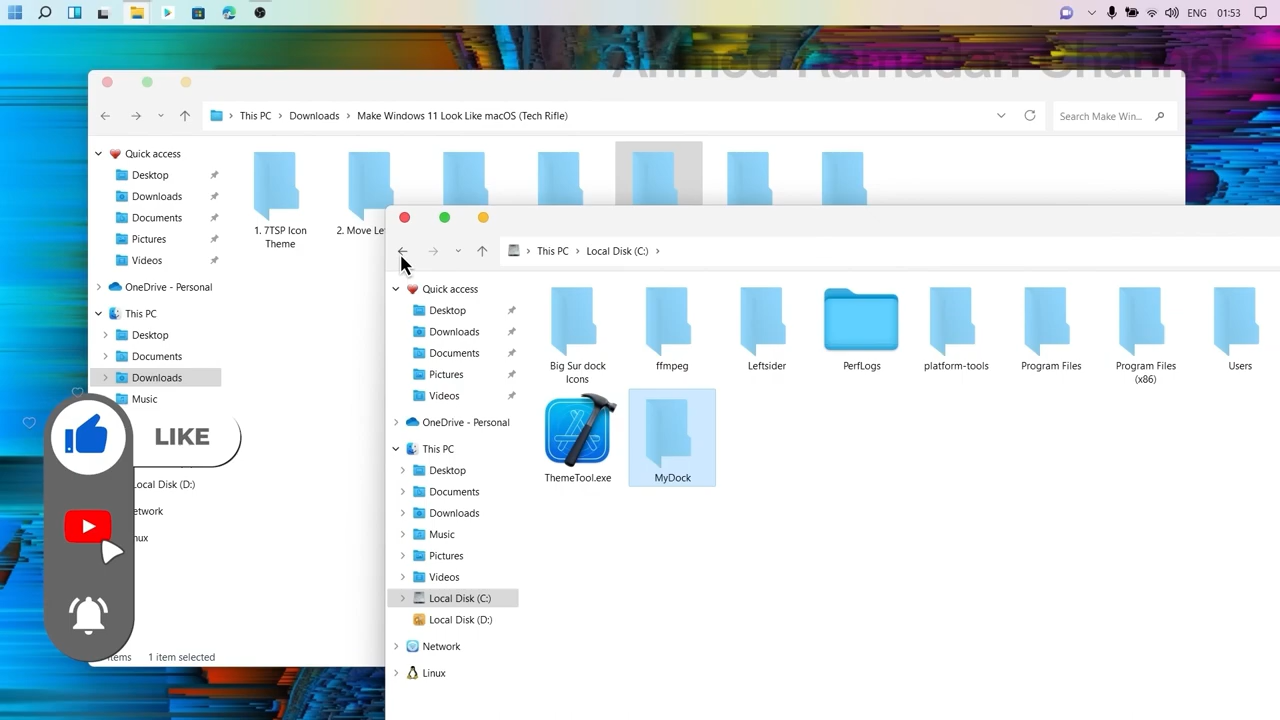 ENG
01:53
Ahmed Ramadan Channel
This PC
Downloads
Make Windows 11 Look Like macOS (Tech Rifle)
Search Make Win...
Quick access
Desktop
Downloads
Documents
Pictures
Videos
OneDrive - Personal
This PC
Desktop
Documents
Downloads
Music
Local Disk (D:)
etwork
nux
items
1 item selected
1. 7TSP Icon
Theme
2. Move Le
LIKE
This PC
Local Disk (C:)
Quick access
Desktop
Downloads
Documents
Pictures
Videos
OneDrive - Personal
This PC
Desktop
Documents
Downloads
Music
Pictures
Videos
Local Disk (C:)
Local Disk (D:)
Network
Linux
Big Sur dock
Icons
ffmpeg
Leftsider
PerfLogs
platform-tools
Program Files
Program Files
(x86)
Users
ThemeTool.exe
MyDock